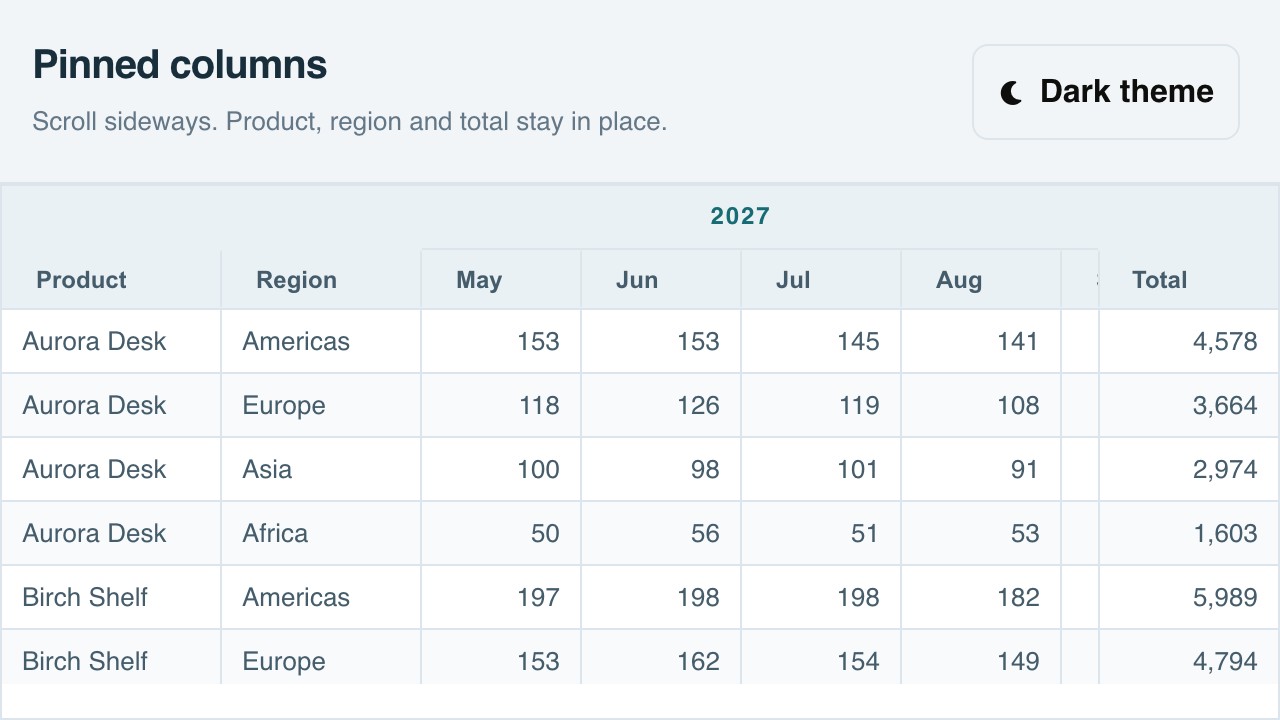 Pinned columns
Scroll sideways. Product, region and total stay in place.
Dark theme
2027
Product Region May Jun Jul Aug Total
Aurora Desk Americas 153 153 145 141 4,578
Aurora Desk Europe 118 126 119 108 3,664
Aurora Desk Asia 100 98 101 91 2,974
Aurora Desk Africa 50 56 51 53 1,603
Birch Shelf Americas 197 198 198 182 5,989
Birch Shelf Europe 153 162 154 149 4,794